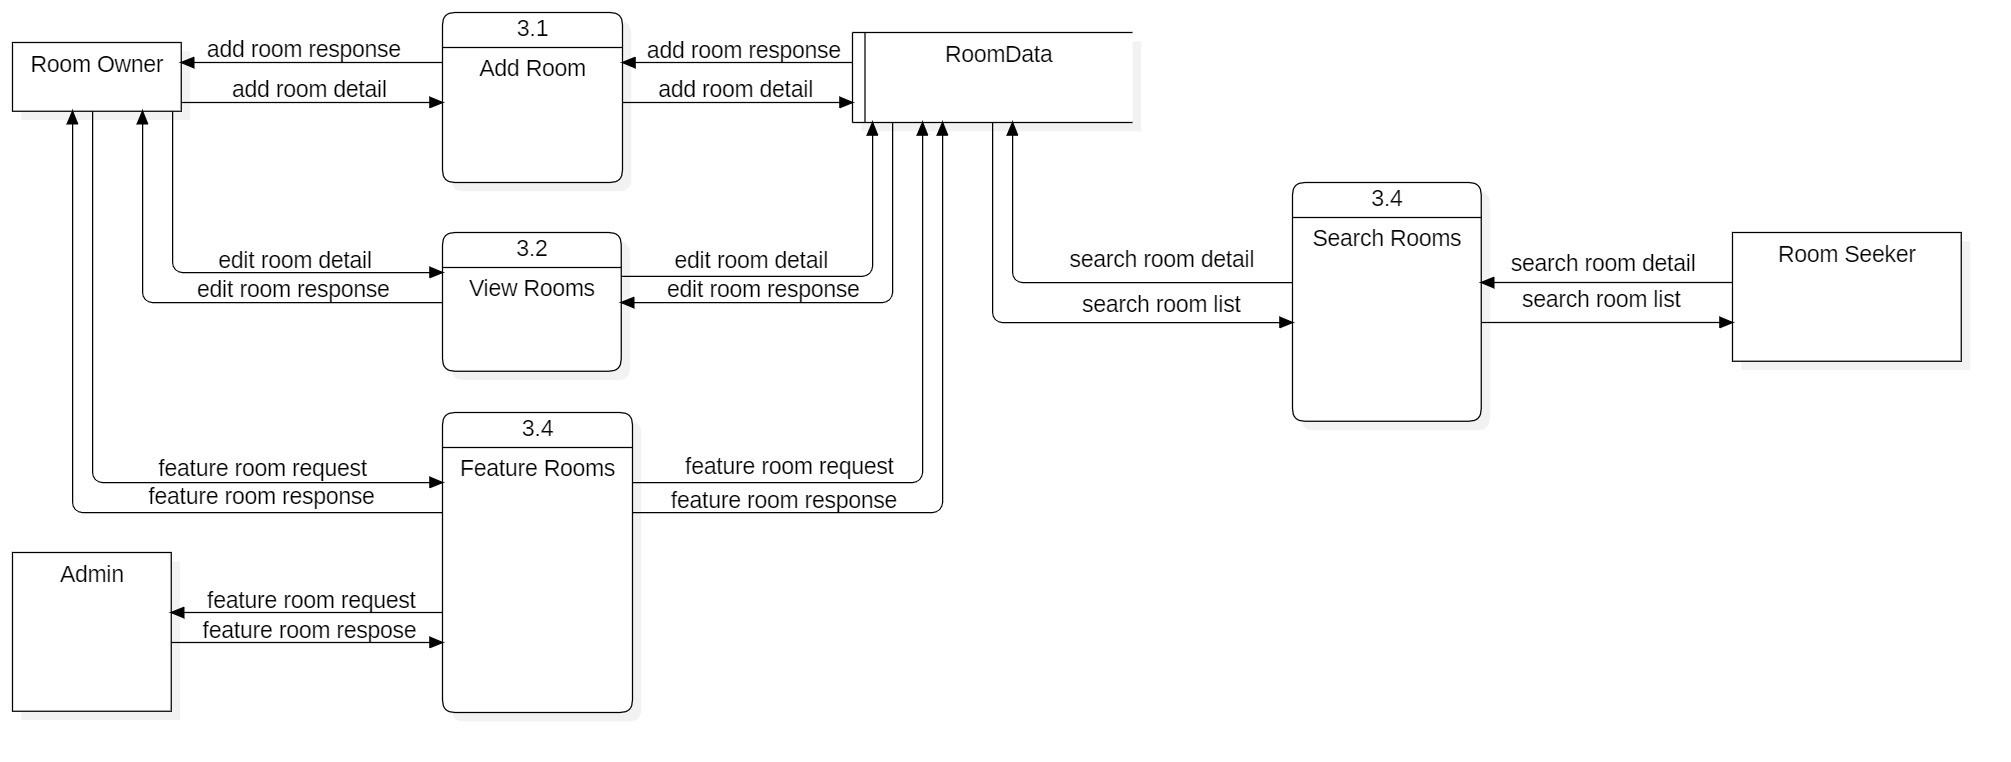 3.1
add room response
add room response
Room Owner
Add Room
RoomData
add room detail
add room detail
3.4
3.2
Search Rooms
Room Seeker
edit room detail
edit room detail
search room detail
search room detail
View Rooms
edit room response
edit room response
search room list
search room list
3.4
feature room request
Feature Rooms
feature room request
feature room response
feature room response
Admin
feature room request
feature room respose